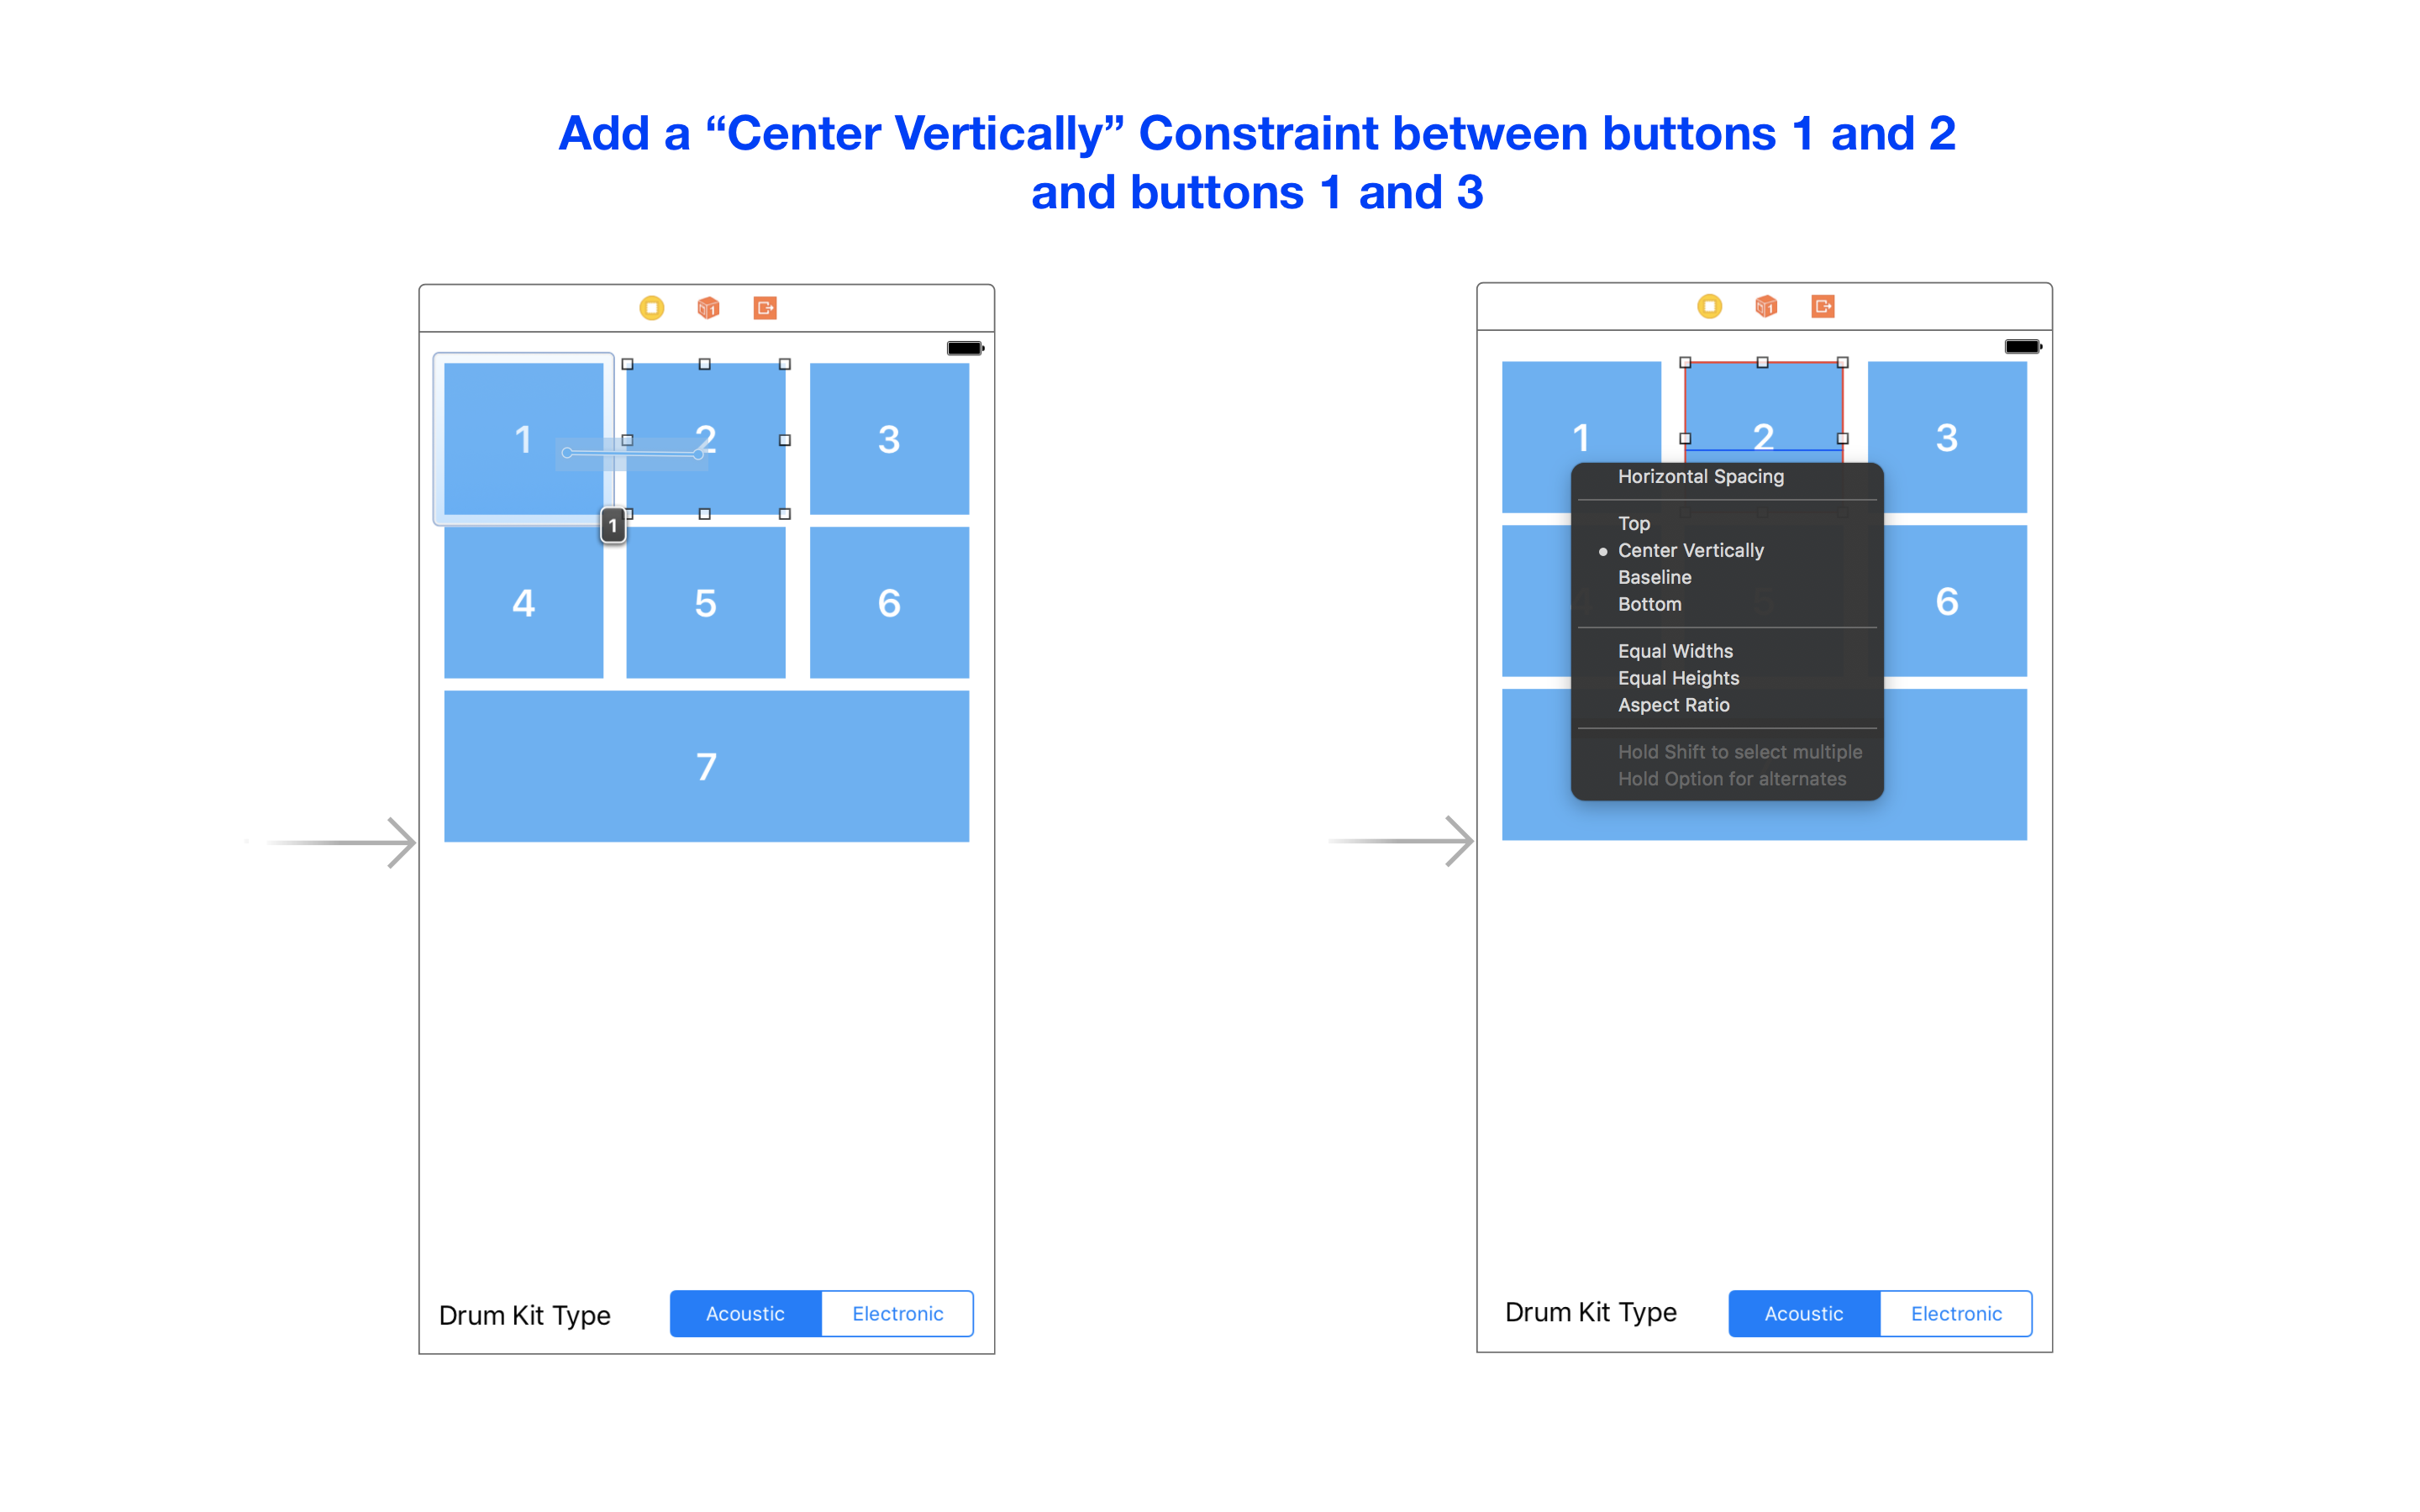 Add a “Center Vertically” Constraint between buttons 1 and 2
and buttons 1 and 3
1
1 2 3
1
4 5 6
7
Drum Kit Type Acoustic Electronic
1
1 2 3
Horizontal Spacing
Top
Center Vertically
Baseline
Bottom
6
Equal Widths
Equal Heights
Aspect Ratio
Hold Shift to select multiple
Hold Option for alternates
Drum Kit Type Acoustic Electronic